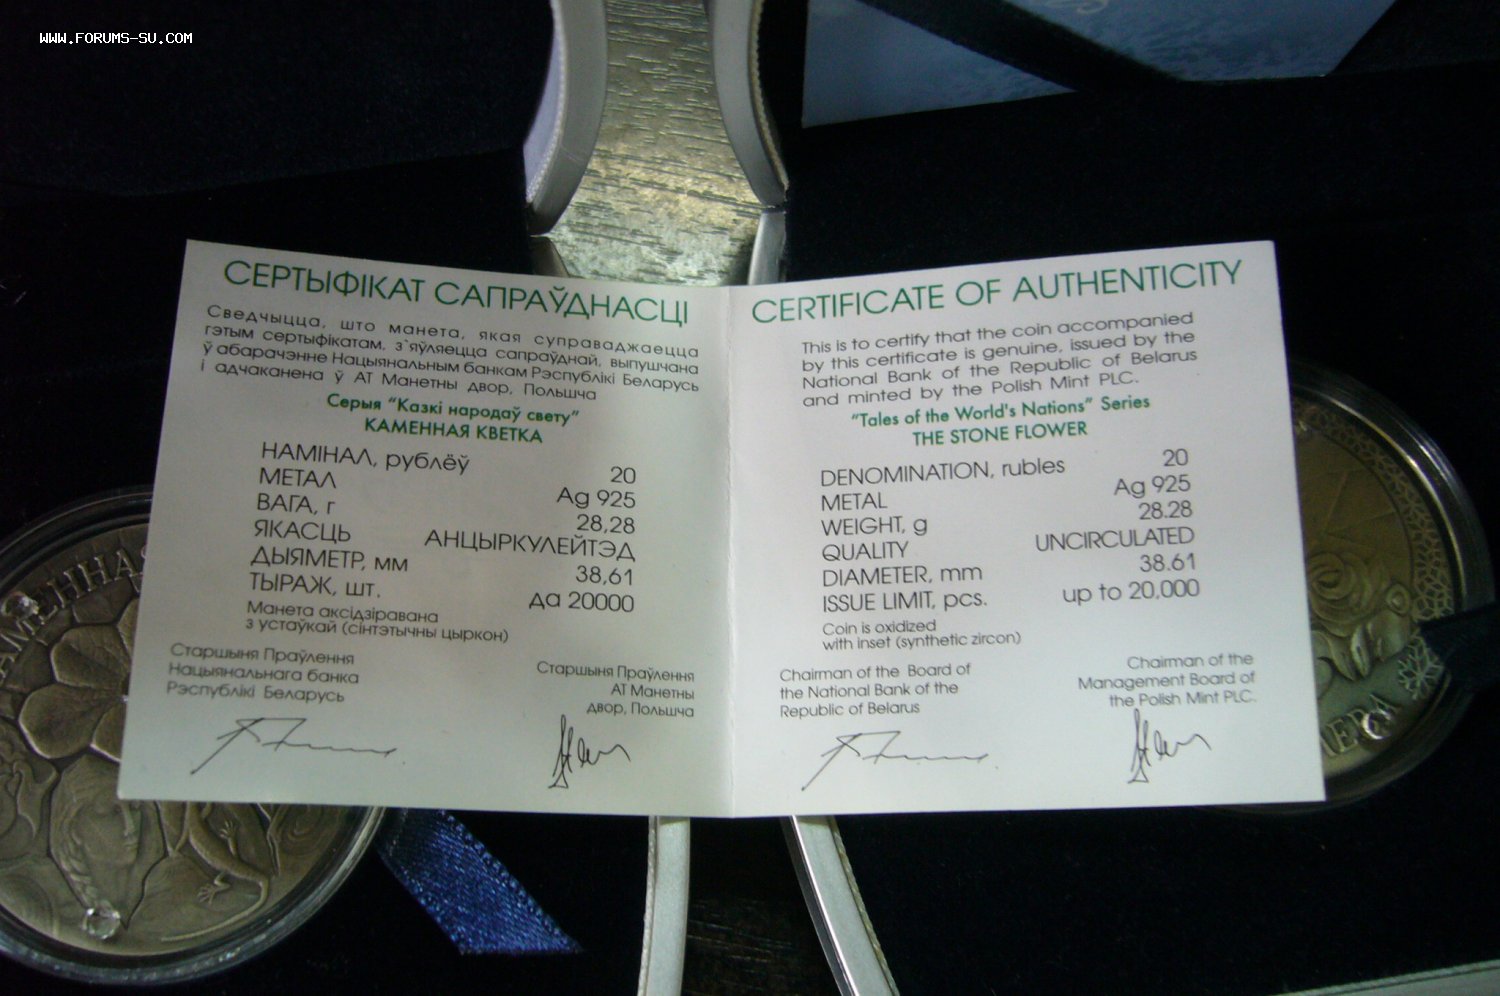 WWW.FORUMS-SU.COM
СЕРТЫФІКАТ САПРАЎДНАСЦІ
Сведчыцца, што манета, якая суправаджаецца
гэтым сертыфікатам, з`яўляецца сапраўднай, выпушчана
ў абарачэнне Нацыянальным банкам Рэспублікі Беларусь
і адчаканена ў АТ Манетны двор, Польшча
Серыя "Казкі народаў свету"
КАМЕННАЯ КВЕТКА
НАМІНАЛ, рублёў 20
МЕТАЛ Ag 925
ВАГА, г 28,28
ЯКАСЦЬ АНЦЫРКУЛЕЙТЭД
ДЫЯМЕТР, мм 38,61
ТЫРАЖ, шт. да 20000
Манета аксідзіравана
з устаўкай (сінтэтычны цыркон)
Старшыня Праўлення
Нацыянальнага банка
Рэспублікі Беларусь
Старшыня Праўлення
АТ Манетны
двор, Польшча
CERTIFICATE OF AUTHENTICITY
This is to certify that the coin accompanied
by this certificate is genuine, issued by the
National Bank of the Republic of Belarus
and minted by the Polish Mint PLC.
"Tales of the World's Nations" Series
THE STONE FLOWER
DENOMINATION, rubles 20
METAL Ag 925
WEIGHT, g 28.28
QUALITY UNCIRCULATED
DIAMETER, mm 38.61
ISSUE LIMIT, pcs. up to 20,000
Coin is oxidized
with inset (synthetic zircon)
Chairman of the Board of
the National Bank of the
Republic of Belarus
Chairman of the
Management Board of
the Polish Mint PLC.